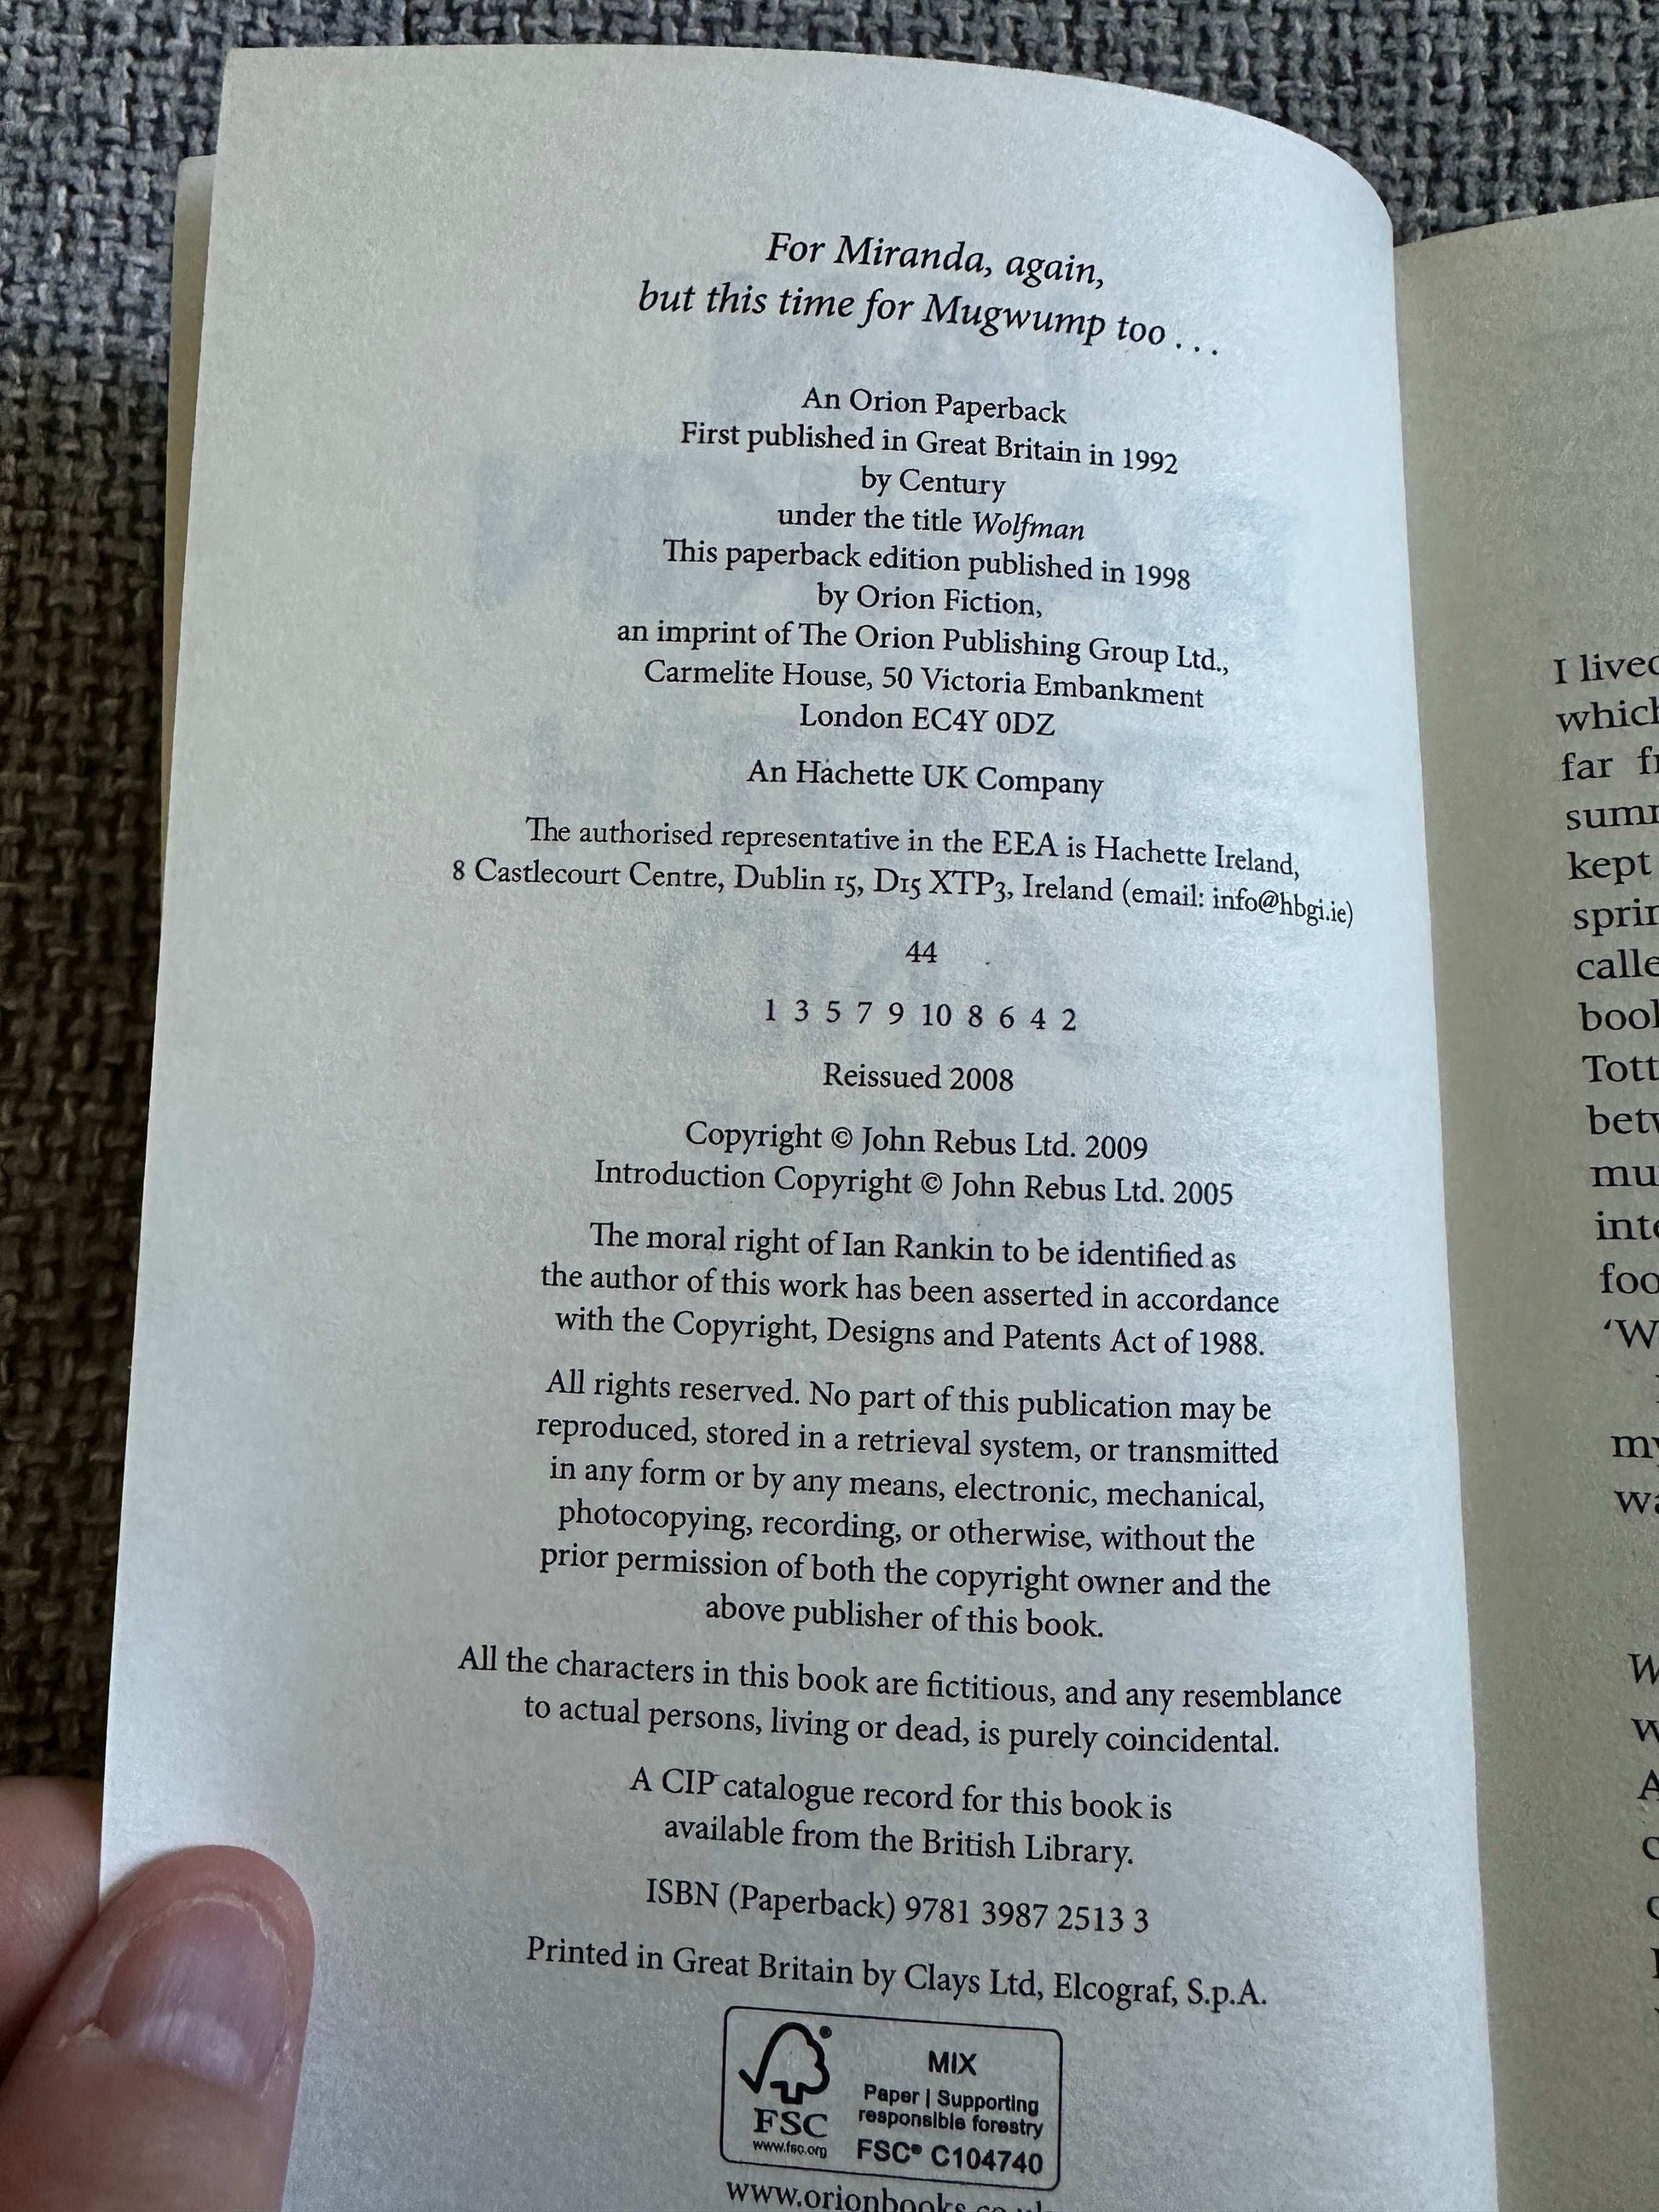 For Miranda, again,
but this time for Mugwump too . . .
An Orion Paperback
First published in Great Britain in 1992
by Century
under the title Wolfman
This paperback edition published in 1998
by Orion Fiction,
an imprint of The Orion Publishing Group Ltd.,
Carmelite House, 50 Victoria Embankment
London EC4Y 0DZ
An Hachette UK Company
The authorised representative in the EEA is Hachette Ireland,
8 Castlecourt Centre, Dublin 15, D15 XTP3, Ireland (email: info@hbgi.ie)
44
1 3 5 7 9 10 8 6 4 2
Reissued 2008
Copyright © John Rebus Ltd. 2009
Introduction Copyright © John Rebus Ltd. 2005
The moral right of Ian Rankin to be identified as
the author of this work has been asserted in accordance
with the Copyright, Designs and Patents Act of 1988.
All rights reserved. No part of this publication may be
reproduced, stored in a retrieval system, or transmitted
in any form or by any means, electronic, mechanical,
photocopying, recording, or otherwise, without the
prior permission of both the copyright owner and the
above publisher of this book.
All the characters in this book are fictitious, and any resemblance
to actual persons, living or dead, is purely coincidental.
A CIP catalogue record for this book is
available from the British Library.
ISBN (Paperback) 9781 3987 2513 3
Printed in Great Britain by Clays Ltd, Elcograf, S.p.A.
FSC
www.fsc.org
MIX
Paper | Supporting
responsible forestry
FSC® C104740
www.orionbooks.co.uk
I lived
which
far
kept